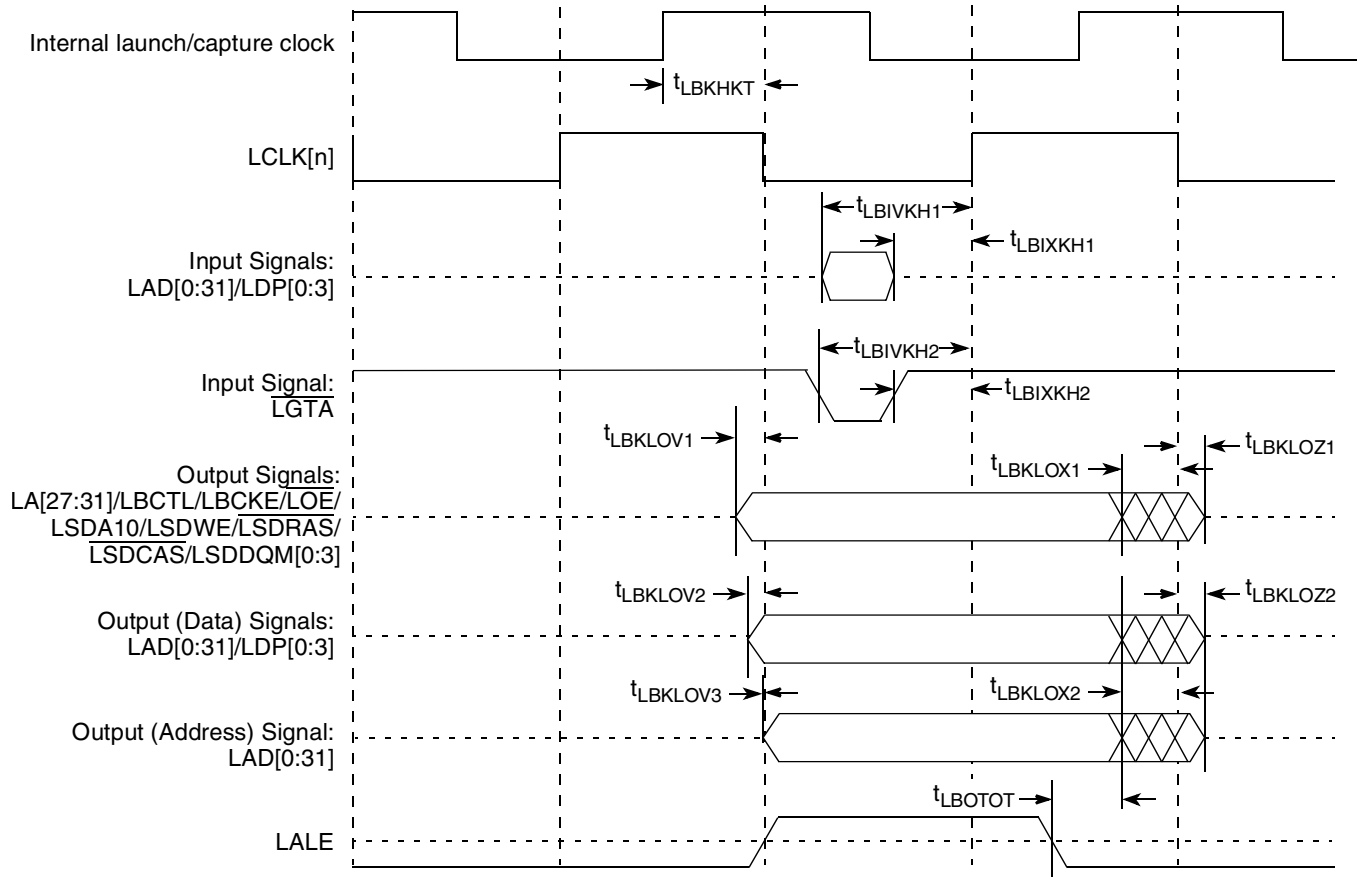 Internal launch/capture clock
tLBKHKT
LCLK[n]
tLBIVKH1
tLBIXKH1
Input Signals:
LAD[0:31]/LDP[0:3]
tLBIVKH2
Input Signal:
LGTA
tLBIXKH2
tLBKLOV1
tLBKLOZ1
tLBKLOX1
Output Signals:
LA[27:31]/LBCTL/LBCKE/LOE/
LSDA10/LSDWE/LSDRAS/
LSDCAS/LSDDQM[0:3]
tLBKLOV2
tLBKLOZ2
Output (Data) Signals:
LAD[0:31]/LDP[0:3]
tLBKLOV3
tLBKLOX2
Output (Address) Signal:
LAD[0:31]
tLBOTOT
LALE